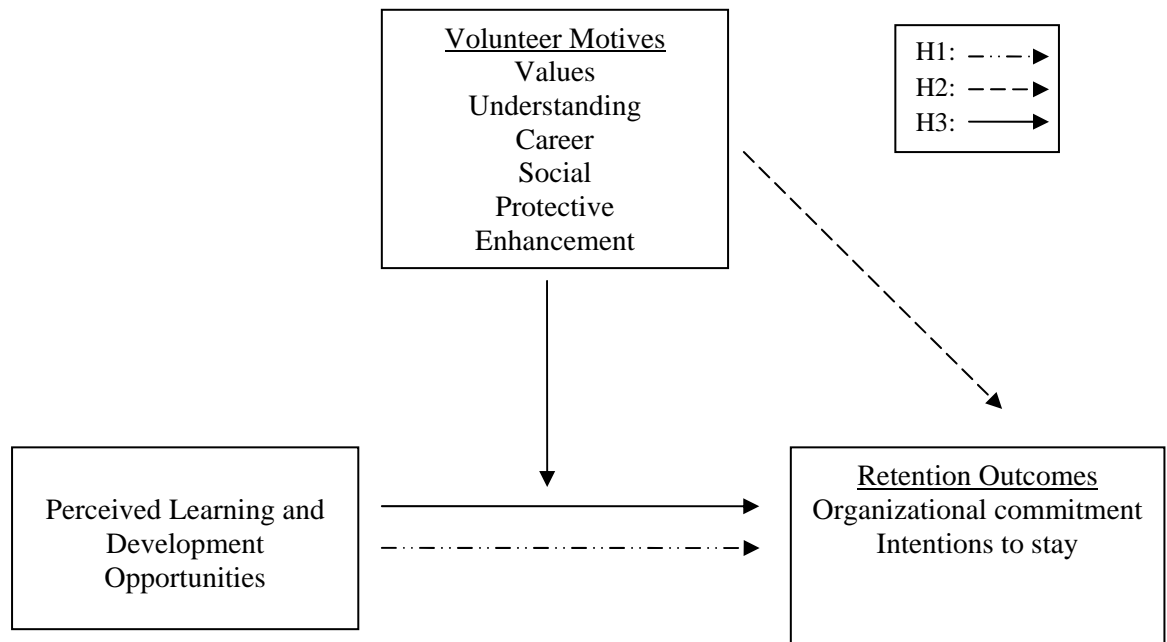 Volunteer Motives
Values
Understanding
Career
Social
Protective
Enhancement
H1:
H2:
H3:
Perceived Learning and
Development
Opportunities
Retention Outcomes
Organizational commitment
Intentions to stay